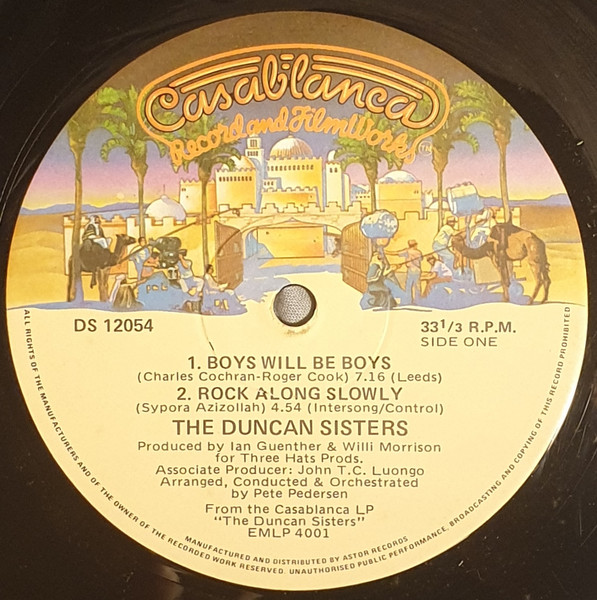 Casablanca
Record and FilmWorks
TM
DS 12054
33 1/3 R.P.M.
SIDE ONE
1. BOYS WILL BE BOYS
(Charles Cochran-Roger Cook) 7.16 (Leeds)
2. ROCK ALONG SLOWLY
(Sypora Azizollah) 4.54 (Intersong/Control)
THE DUNCAN SISTERS
Produced by Ian Guenther & Willi Morrison
for Three Hats Prods.
Associate Producer: John T.C. Luongo
Arranged, Conducted & Orchestrated
by Pete Pedersen
From the Casablanca LP
"The Duncan Sisters"
EMLP 4001
MANUFACTURED AND DISTRIBUTED BY ASTOR RECORDS
ALL RIGHTS OF THE MANUFACTURERS AND OF THE OWNER OF THE RECORDED WORK RESERVED. UNAUTHORISED PUBLIC PERFORMANCE, BROADCASTING AND COPYING OF THIS RECORD PROHIBITED